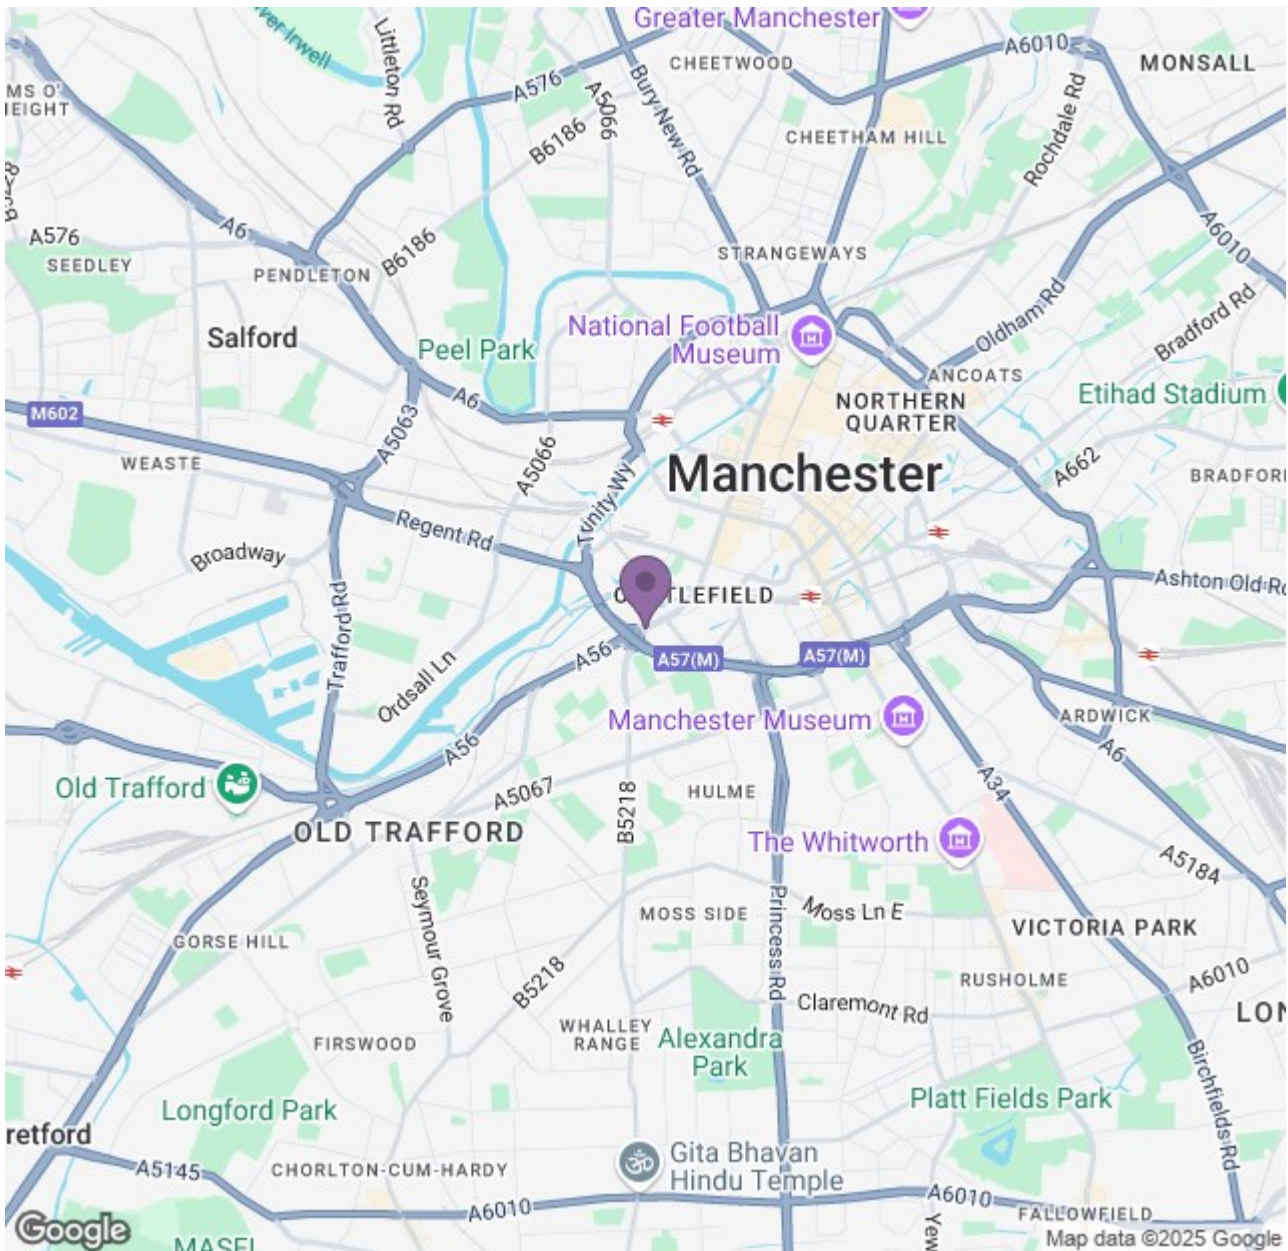 Greater Manchester
River Irwell
Littleton Rd
CHEETWOOD
A6010
MONSALL
A576
A5066
Bury New Rd
Rochdale Rd
B6186
CHEETHAM HILL
A576
SEEDLEY
A6
B6186
PENDLETON
STRANGEWAYS
A6010
Salford
Peel Park
National Football
Museum
Oldham Rd
Bradford Rd
ANCOATS
NORTHERN
QUARTER
Etihad Stadium
M602
A5063
A6
WEASTE
A5066
Trinity Wy
Manchester
A662
Regent Rd
Broadway
Ashton Old Rd
Trafford Rd
Ordsall Ln
A56
A57(M)
A57(M)
Manchester Museum
ARDWICK
A6
Old Trafford
A56
A5067
B5218
HULME
A34
OLD TRAFFORD
The Whitworth
A5184
Seymour Grove
MOSS SIDE
Princess Rd
Moss Ln E
VICTORIA PARK
GORSE HILL
B5218
RUSHOLME
A6010
Claremont Rd
FIRSWOOD
WHALLEY
RANGE
Alexandra
Park
Birchfields Rd
Longford Park
Platt Fields Park
retford
A5145
CHORLTON-CUM-HARDY
Gita Bhavan
Hindu Temple
A6010
A6010
FALLOWFIELD
Google
Map data ©2025 Google